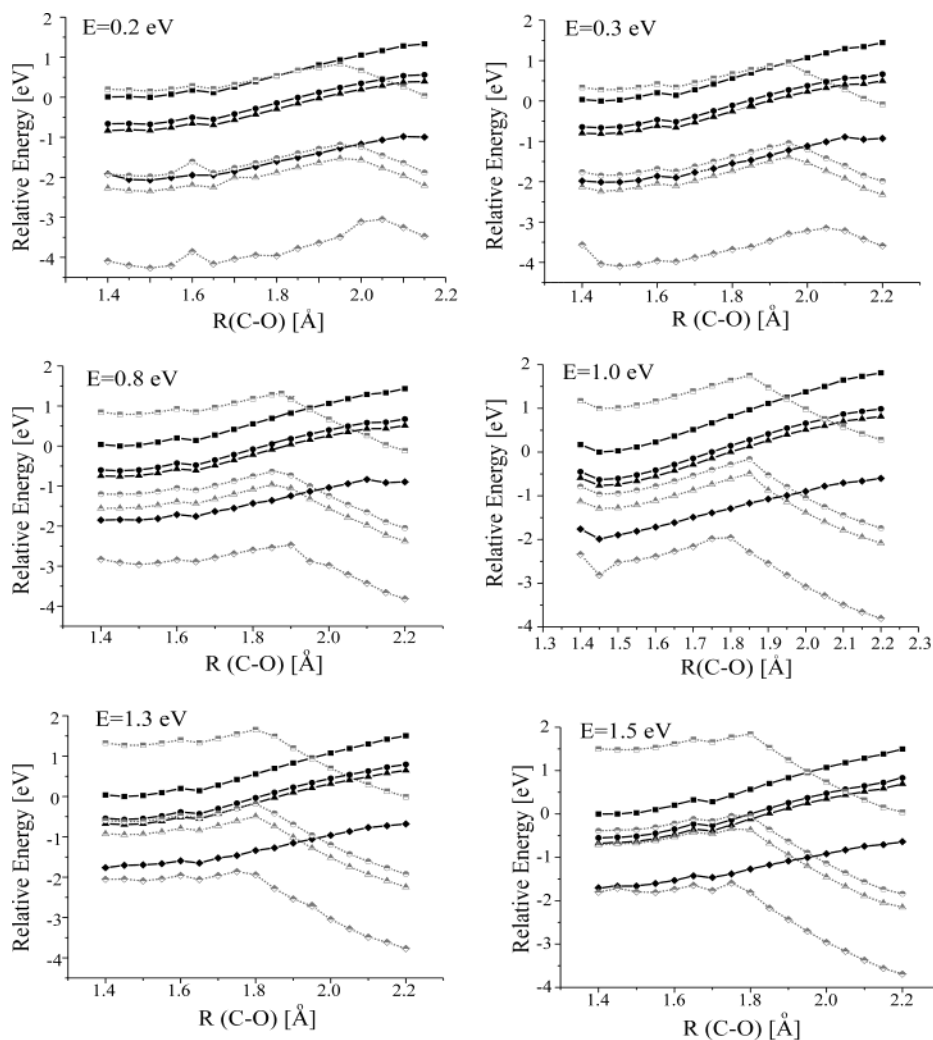 E=0.2 eV
Relative Energy [eV]
2
1
0
-1
-2
-3
-4
1.4 1.6 1.8 2.0 2.2
R(C-O) [Å]
E=0.3 eV
Relative Energy [eV]
2
1
0
-1
-2
-3
-4
1.4 1.6 1.8 2.0 2.2
R (C-O) [Å]
E=0.8 eV
Relative Energy [eV]
2
1
0
-1
-2
-3
-4
1.4 1.6 1.8 2.0 2.2
R (C-O) [Å]
E=1.0 eV
Relative Energy [eV]
2
1
0
-1
-2
-3
-4
1.3 1.4 1.5 1.6 1.7 1.8 1.9 2.0 2.1 2.2 2.3
R(C-O) [Å]
E=1.3 eV
Relative Energy [eV]
2
1
0
-1
-2
-3
-4
1.4 1.6 1.8 2.0 2.2
R (C-O) [Å]
E=1.5 eV
Relative Energy [eV]
2
1
0
-1
-2
-3
-4
1.4 1.6 1.8 2.0 2.2
R (C-O) [Å]